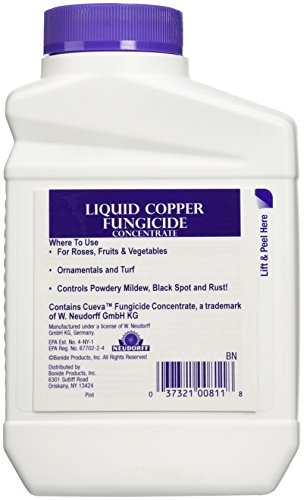 LIQUID COPPER
FUNGICIDE
CONCENTRATE
Where To Use
• For Roses, Fruits & Vegetables
• Ornamentals and Turf
• Controls Powdery Mildew, Black Spot and Rust!
Contains Cueva™ Fungicide Concentrate, a trademark
of W. Neudorff GmbH KG
Manufactured under a license of W. Neudorff
GmbH KG, Germany.
EPA Est. No. 4-NY-1
EPA Reg. No. 67702-2-4
©Bonide Products, Inc. All Rights Reserved
Distributed by
Bonide Products, Inc.
6301 Sutliff Road
Oriskany, NY 13424
Pint
NEUDORFF
BN
0 37321 00811 8
Lift & Peel Here